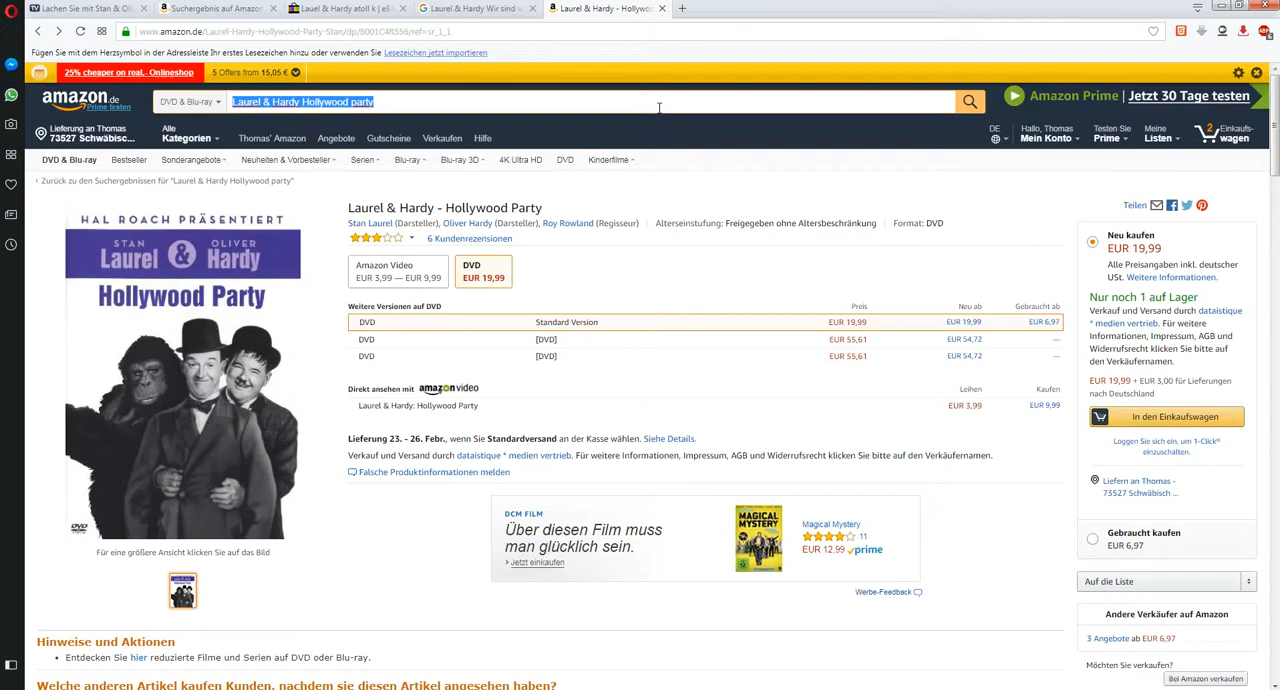 Lachen Sie mit Stan & Ol
Suchergebnis auf Amazon
Lauel & Hardy atoll k | eBA
Laurel & Hardy Wir sind w
Laurel & Hardy - Hollywoo
www.amazon.de/Laurel-Hardy-Hollywood-Party-Stan/dp/B001C4R556/ref=sr_1_1
Fügen Sie mit dem Herzsymbol in der Adressleiste Ihr erstes Lesezeichen hinzu oder verwenden Sie Lesezeichen jetzt importieren
25% cheaper on real,- Onlineshop
5 Offers from 15,05 €
amazon.de
Prime testen
DVD & Blu-ray
Laurel & Hardy Hollywood party
Amazon Prime | Jetzt 30 Tage testen
Lieferung an Thomas
73527 Schwäbisc...
Alle
Kategorien
Thomas' Amazon Angebote Gutscheine Verkaufen Hilfe
DE
Hallo, Thomas
Mein Konto
Testen Sie
Prime
Meine
Listen
2
Einkaufs-
wagen
DVD & Blu-ray Bestseller Sonderangebote Neuheiten & Vorbesteller Serien Blu-ray Blu-ray 3D 4K Ultra HD DVD Kinderfilme
‹ Zurück zu den Suchergebnissen für "Laurel & Hardy Hollywood party"
HAL ROACH PRÄSENTIERT
STAN OLIVER
Laurel & Hardy
Hollywood Party
DVD
Für eine größere Ansicht klicken Sie auf das Bild
Laurel & Hardy - Hollywood Party
Stan Laurel (Darsteller), Oliver Hardy (Darsteller), Roy Rowland (Regisseur) Alterseinstufung: Freigegeben ohne Altersbeschränkung Format: DVD
6 Kundenrezensionen
Amazon Video
EUR 3,99 — EUR 9,99
DVD
EUR 19,99
Weitere Versionen auf DVD Preis Neu ab Gebraucht ab
DVD Standard Version EUR 19,99 EUR 19,99 EUR 6,97
DVD [DVD] EUR 55,61 EUR 54,72 —
DVD [DVD] EUR 55,61 EUR 54,72 —
Direkt ansehen mit amazon video Leihen Kaufen
Laurel & Hardy: Hollywood Party EUR 3,99 EUR 9,99
Lieferung 23. - 26. Febr., wenn Sie Standardversand an der Kasse wählen. Siehe Details.
Verkauf und Versand durch dataistique * medien vertrieb. Für weitere Informationen, Impressum, AGB und Widerrufsrecht klicken Sie bitte auf den Verkäufernamen.
Falsche Produktinformationen melden
DCM FILM
Über diesen Film muss
man glücklich sein.
› Jetzt einkaufen
MAGICAL
MYSTERY
Magical Mystery
11
EUR 12,99 prime
Werbe-Feedback
Teilen
Neu kaufen
EUR 19,99
Alle Preisangaben inkl. deutscher
USt. Weitere Informationen.
Nur noch 1 auf Lager
Verkauf und Versand durch dataistique
* medien vertrieb. Für weitere
Informationen, Impressum, AGB und
Widerrufsrecht klicken Sie bitte auf
den Verkäufernamen.
EUR 19,99 + EUR 3,00 für Lieferungen
nach Deutschland
In den Einkaufswagen
Loggen Sie sich ein, um 1-Click®
einzuschalten.
Liefern an Thomas -
73527 Schwäbisch ...
Gebraucht kaufen
EUR 6,97
Auf die Liste
Andere Verkäufer auf Amazon
3 Angebote ab EUR 6,97
Möchten Sie verkaufen?
Bei Amazon verkaufen
Hinweise und Aktionen
Entdecken Sie hier reduzierte Filme und Serien auf DVD oder Blu-ray.
Welche anderen Artikel kaufen Kunden, nachdem sie diesen Artikel angesehen haben?